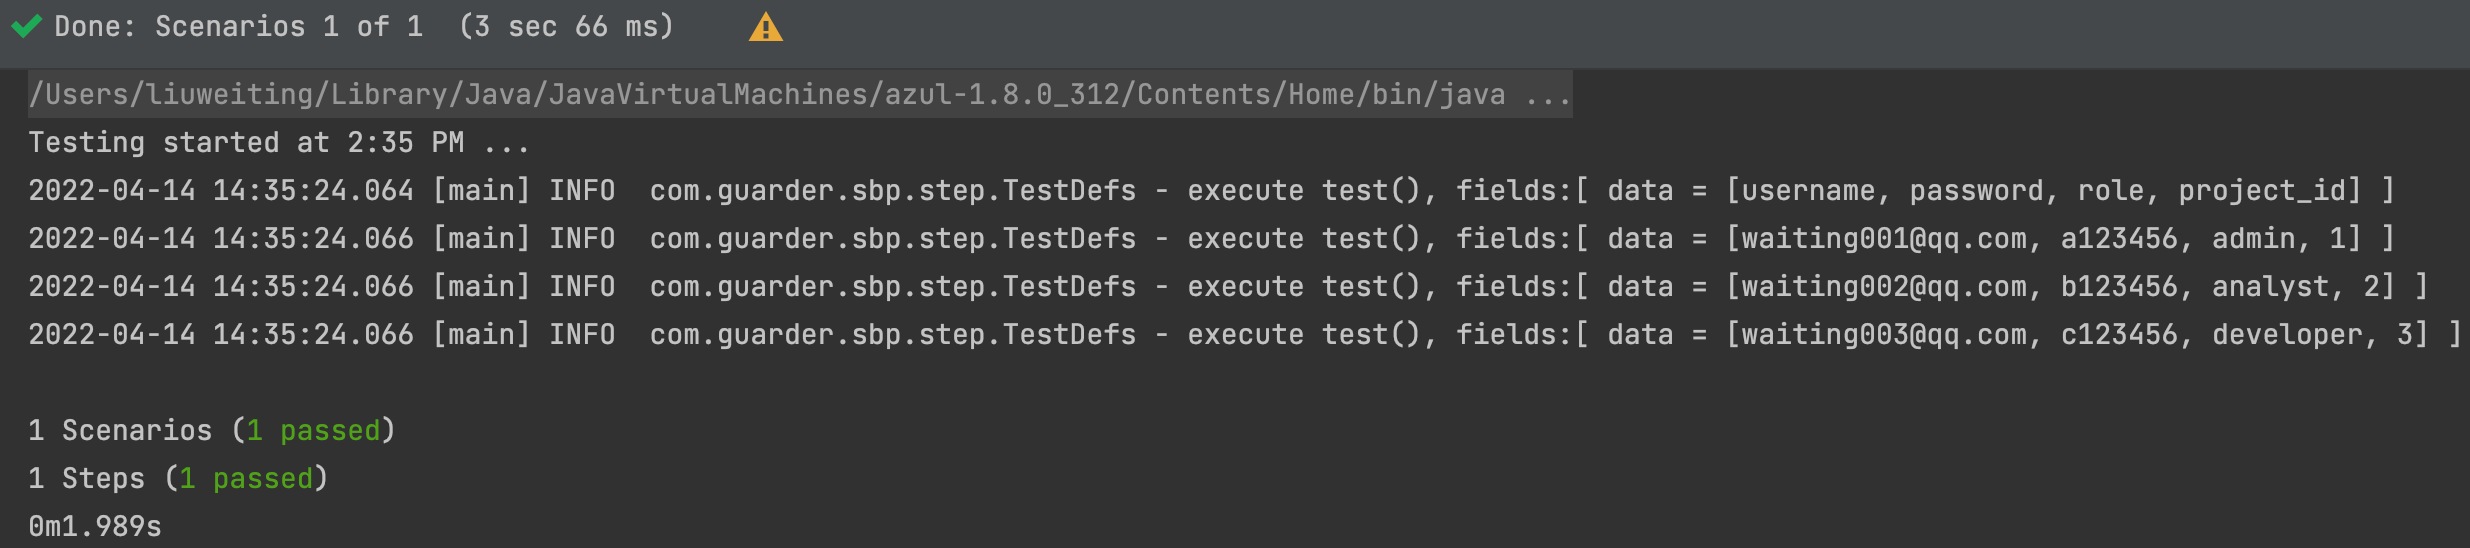 Done: Scenarios 1 of 1  (3 sec 66 ms)
/Users/liuweiting/Library/Java/JavaVirtualMachines/azul-1.8.0_312/Contents/Home/bin/java ...
Testing started at 2:35 PM ...
2022-04-14 14:35:24.064 [main] INFO  com.guarder.sbp.step.TestDefs - execute test(), fields:[ data = [username, password, role, project_id] ]
2022-04-14 14:35:24.066 [main] INFO  com.guarder.sbp.step.TestDefs - execute test(), fields:[ data = [waiting001@qq.com, a123456, admin, 1] ]
2022-04-14 14:35:24.066 [main] INFO  com.guarder.sbp.step.TestDefs - execute test(), fields:[ data = [waiting002@qq.com, b123456, analyst, 2] ]
2022-04-14 14:35:24.066 [main] INFO  com.guarder.sbp.step.TestDefs - execute test(), fields:[ data = [waiting003@qq.com, c123456, developer, 3] ]
1 Scenarios (1 passed)
1 Steps (1 passed)
0m1.989s